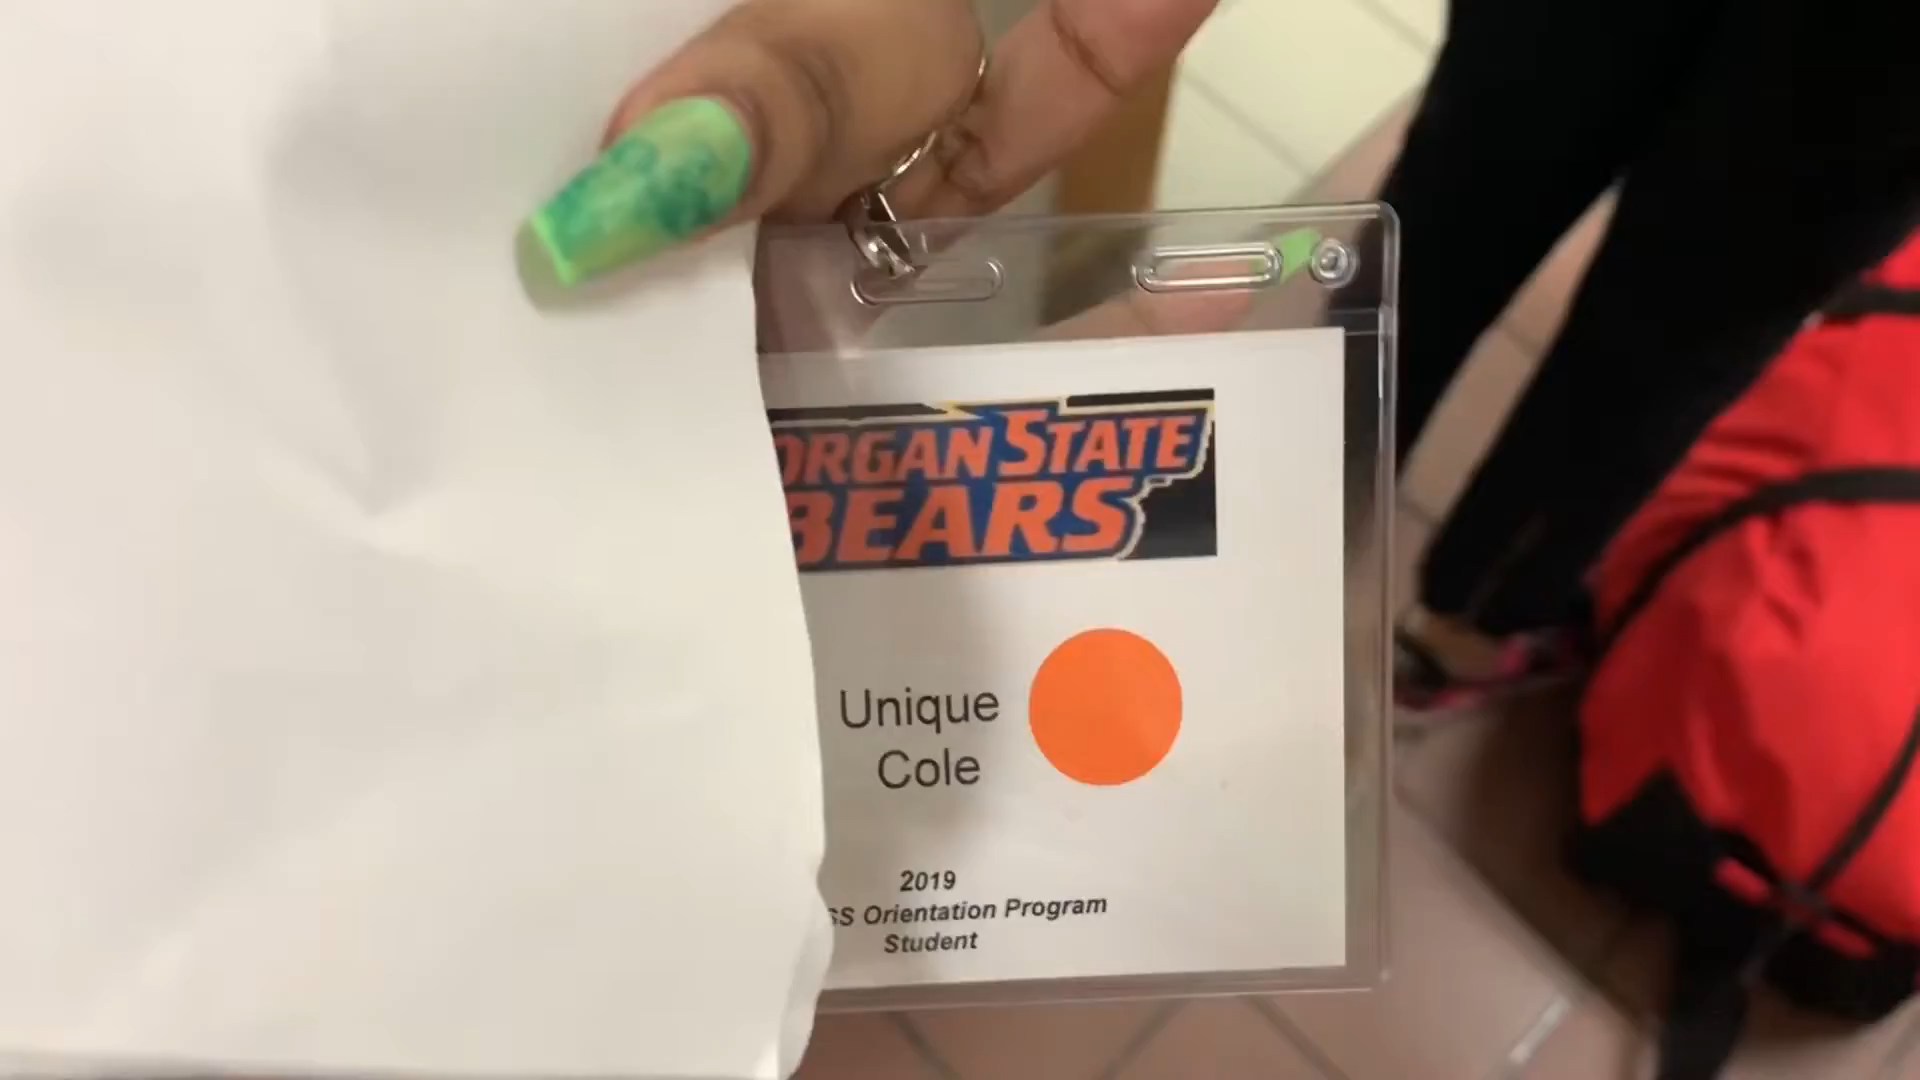 ORGAN STATE
BEARS
Unique
Cole
2019
SS Orientation Program
Student